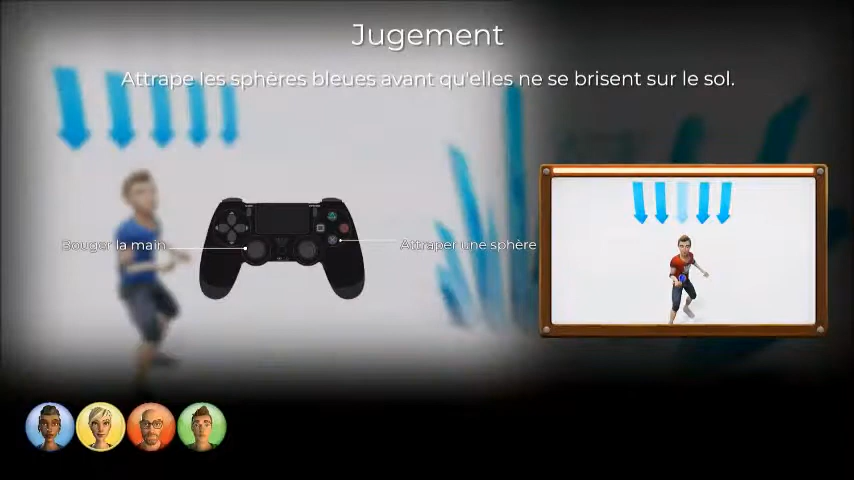 Jugement
Attrape les sphères bleues avant qu'elles ne se brisent sur le sol.
Bouger la main
Attraper une sphère